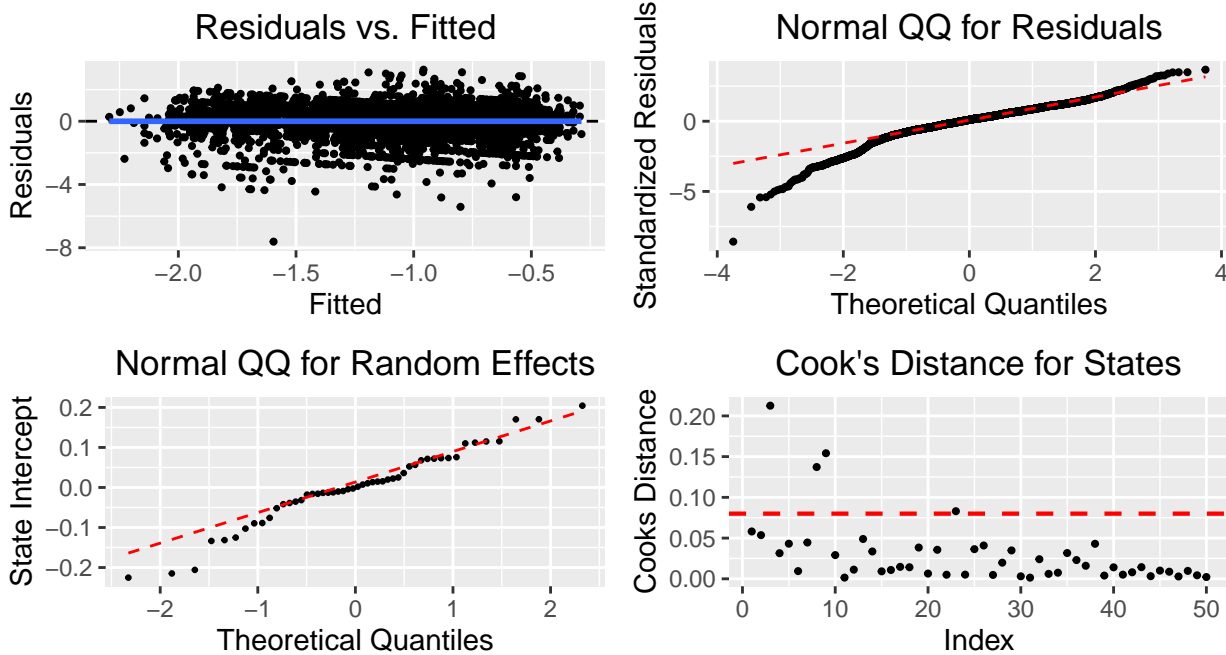 Residuals vs. Fitted
Residuals
0
−4
−8
−2.0
−1.5
−1.0
−0.5
Fitted
Normal QQ for Residuals
Standardized Residuals
0
−5
−4
−2
0
2
4
Theoretical Quantiles
Normal QQ for Random Effects
State Intercept
0.2
0.1
0.0
−0.1
−0.2
−2
−1
0
1
2
Theoretical Quantiles
Cook's Distance for States
Cooks Distance
0.20
0.15
0.10
0.05
0.00
0
10
20
30
40
50
Index